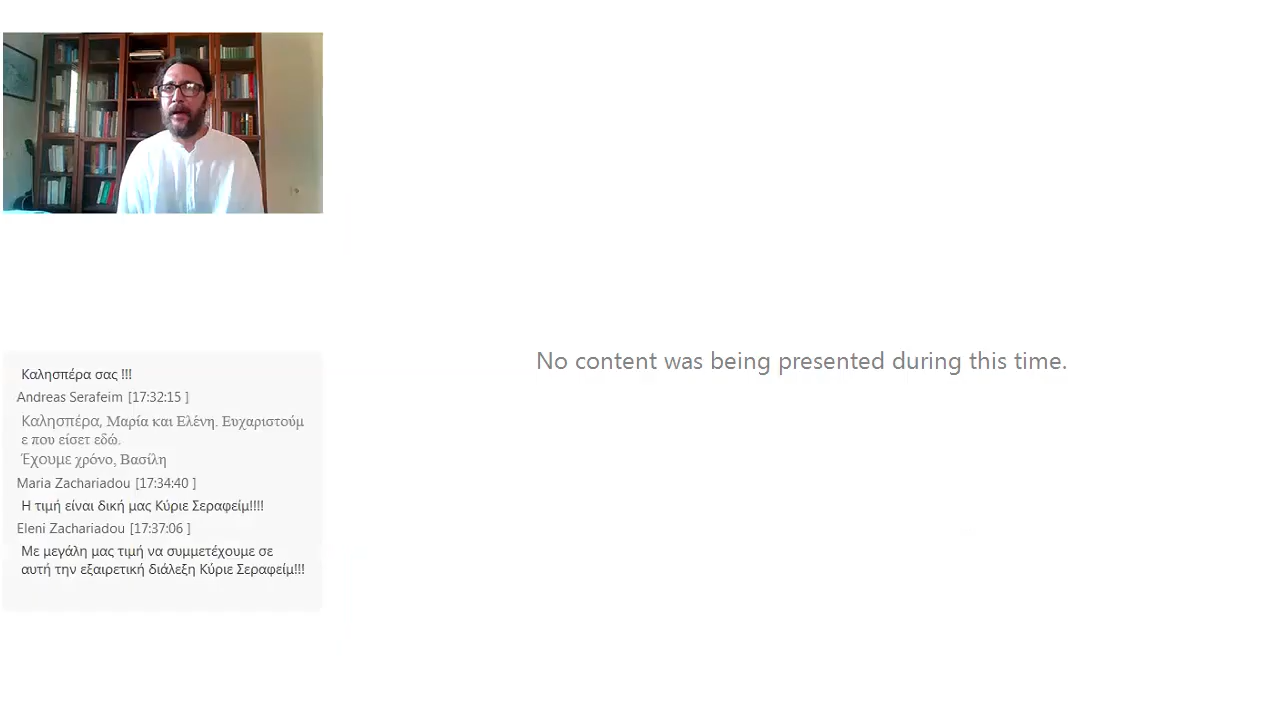 Καλησπέρα σας !!!
Andreas Serafeim [17:32:15 ]
Καλησπέρα, Μαρία και Ελένη. Ευχαριστούμ
ε που είσετ εδώ.
Έχουμε χρόνο, Βασίλη
Maria Zachariadou [17:34:40 ]
Η τιμή είναι δική μας Κύριε Σεραφείμ!!!!
Eleni Zachariadou [17:37:06 ]
Με μεγάλη μας τιμή να συμμετέχουμε σε
αυτή την εξαιρετική διάλεξη Κύριε Σεραφείμ!!!
No content was being presented during this time.